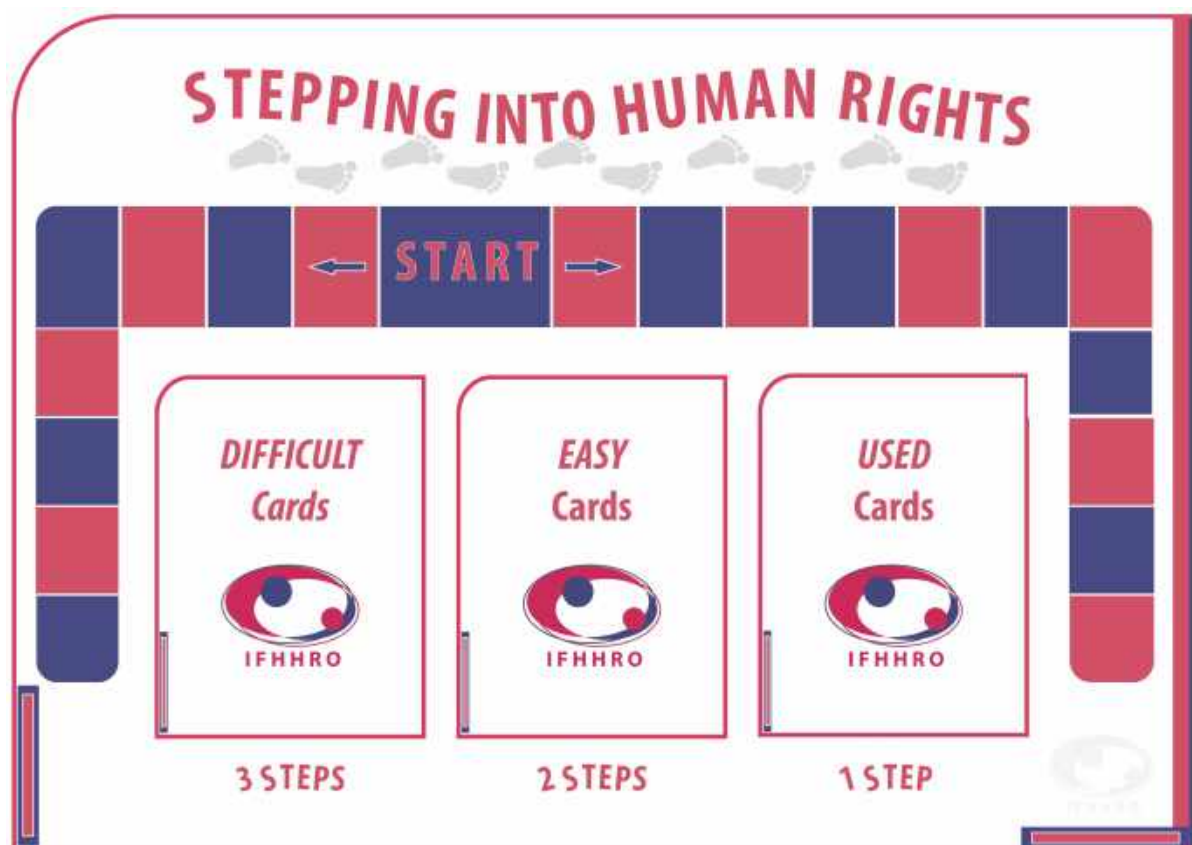 STEPPING INTO HUMAN RIGHTS
START
DIFFICULT
Cards
IFHHRO
3 STEPS
EASY
Cards
IFHHRO
2 STEPS
USED
Cards
IFHHRO
1 STEP